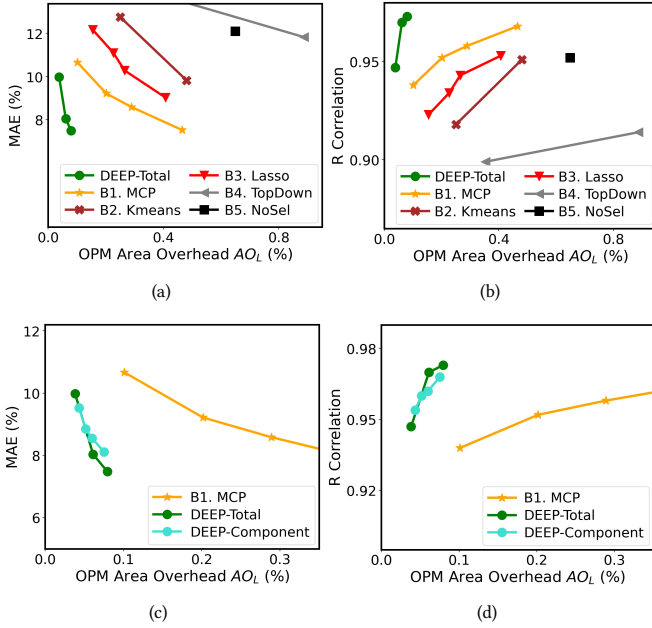 12
10
8
MAE (%)
DEEP-Total
B1. MCP
B2. Kmeans
B3. Lasso
B4. TopDown
B5. NoSel
0.0 0.4 0.8
OPM Area Overhead AO_L (%)
(a)
0.95
0.90
R Correlation
DEEP-Total
B1. MCP
B2. Kmeans
B3. Lasso
B4. TopDown
B5. NoSel
0.0 0.4 0.8
OPM Area Overhead AO_L (%)
(b)
12
10
8
6
MAE (%)
B1. MCP
DEEP-Total
DEEP-Component
0.0 0.1 0.2 0.3
OPM Area Overhead AO_L (%)
(c)
0.98
0.95
0.92
R Correlation
B1. MCP
DEEP-Total
DEEP-Component
0.0 0.1 0.2 0.3
OPM Area Overhead AO_L (%)
(d)